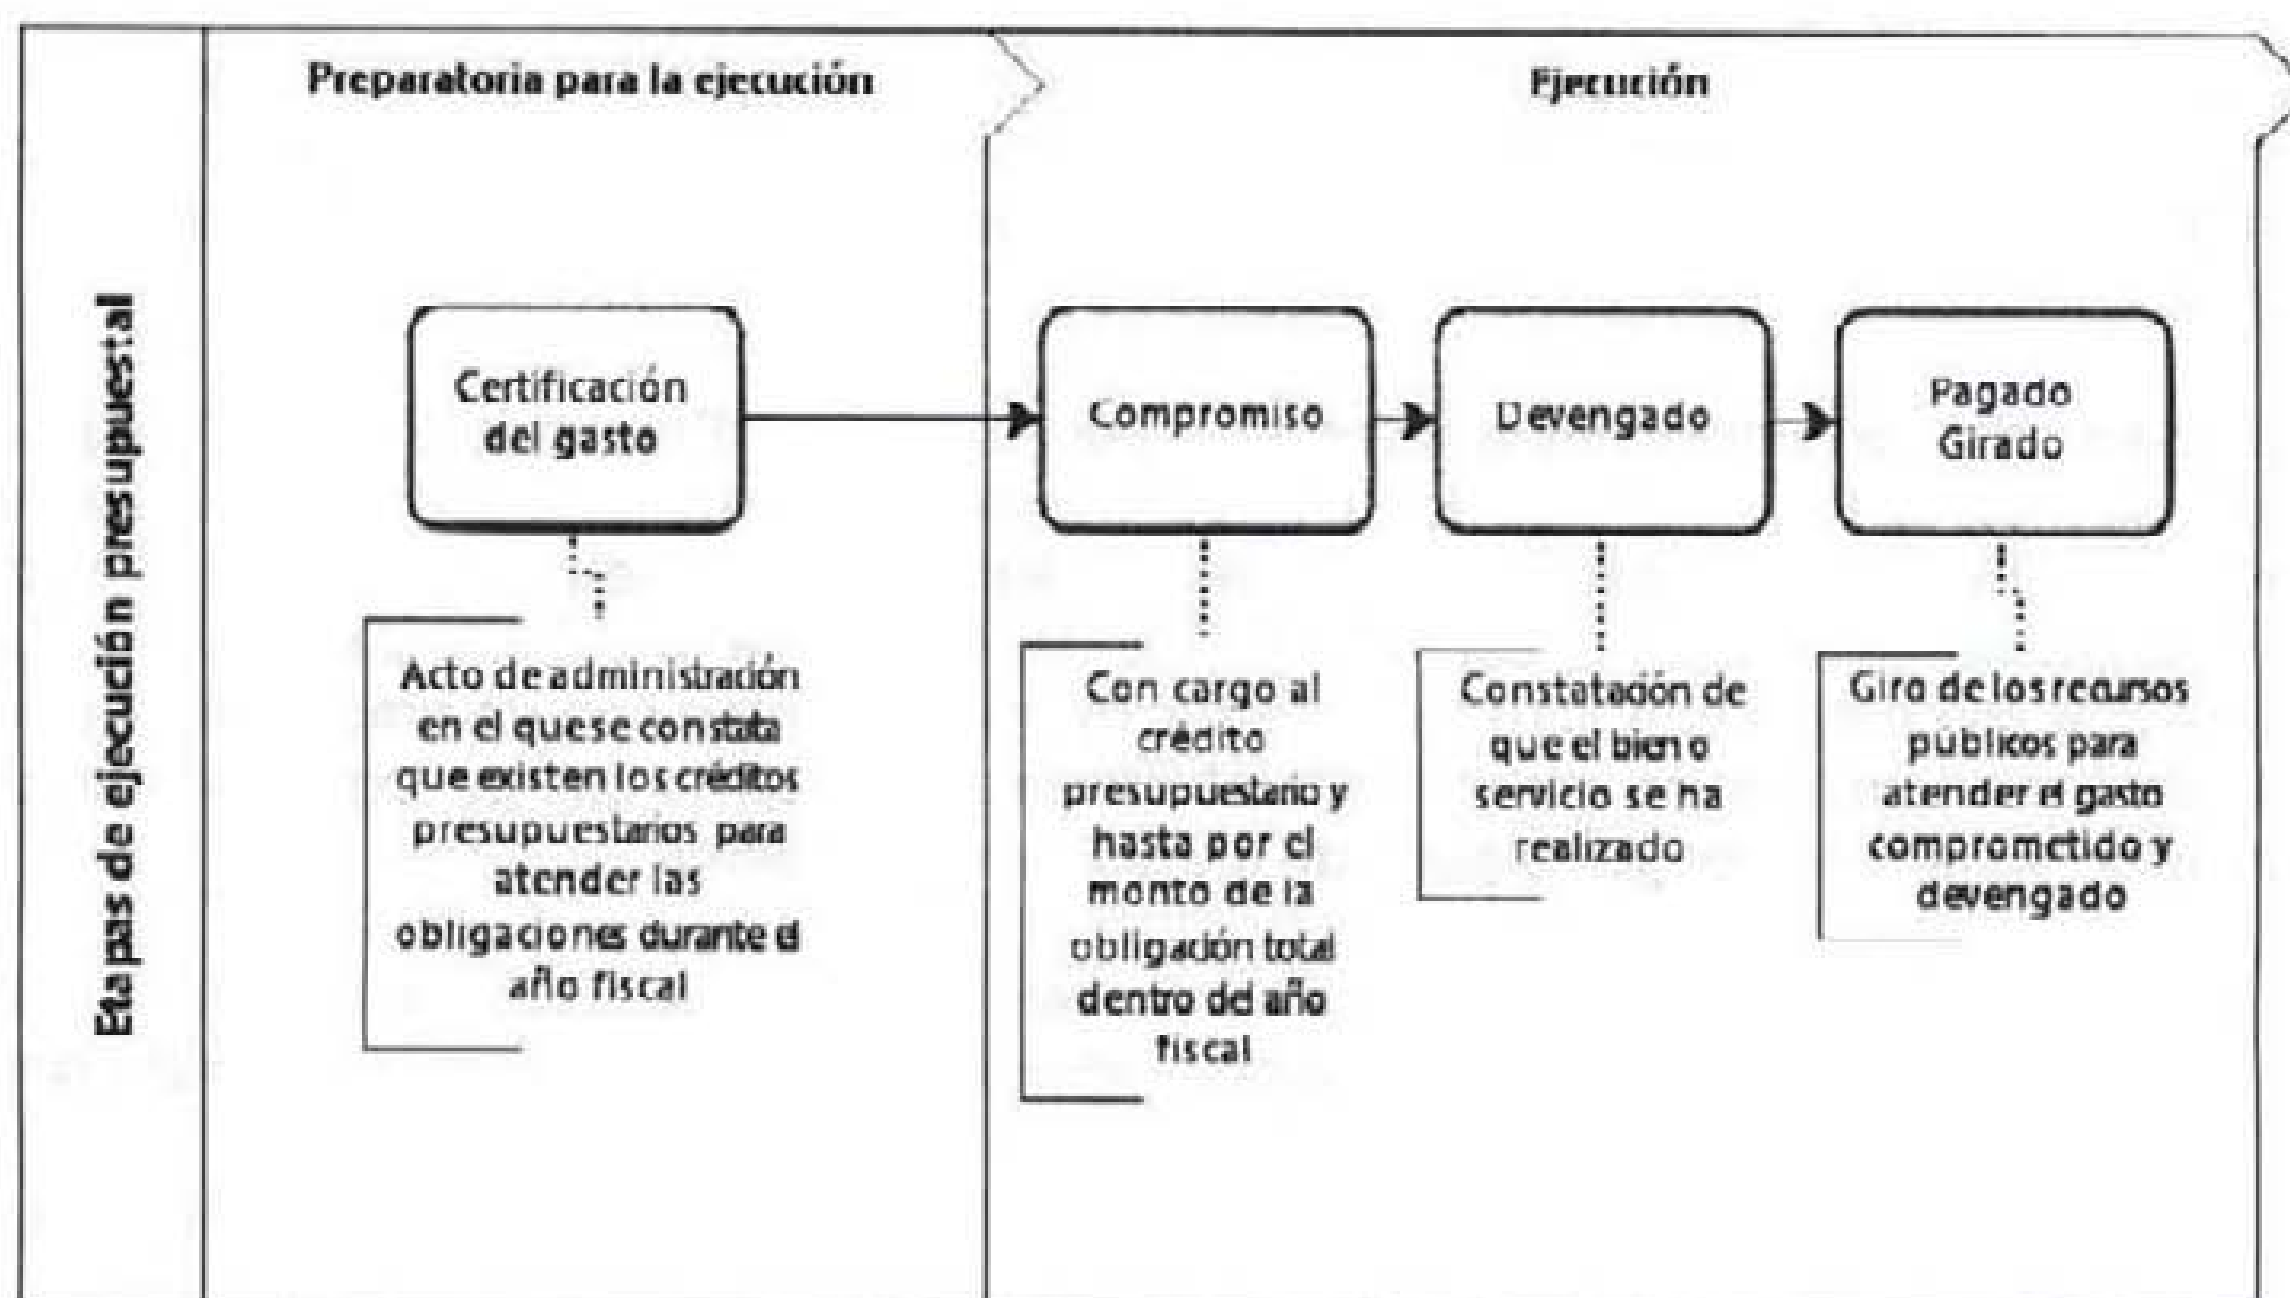 Etapas de ejecución presupuestal
Preparatoria para la ejecución
Ejecución
Certificación
del gasto
Compromiso
Devengado
Pagado
Girado
Acto de administración
en el que se constata
que existen los créditos
presupuestarios para
atender las
obligaciones durante el
año fiscal
Con cargo al
crédito
presupuestario y
hasta por el
monto de la
obligación total
dentro del año
fiscal
Constatación de
que el bien o
servicio se ha
realizado
Giro de los recursos
públicos para
atender el gasto
comprometido y
devengado